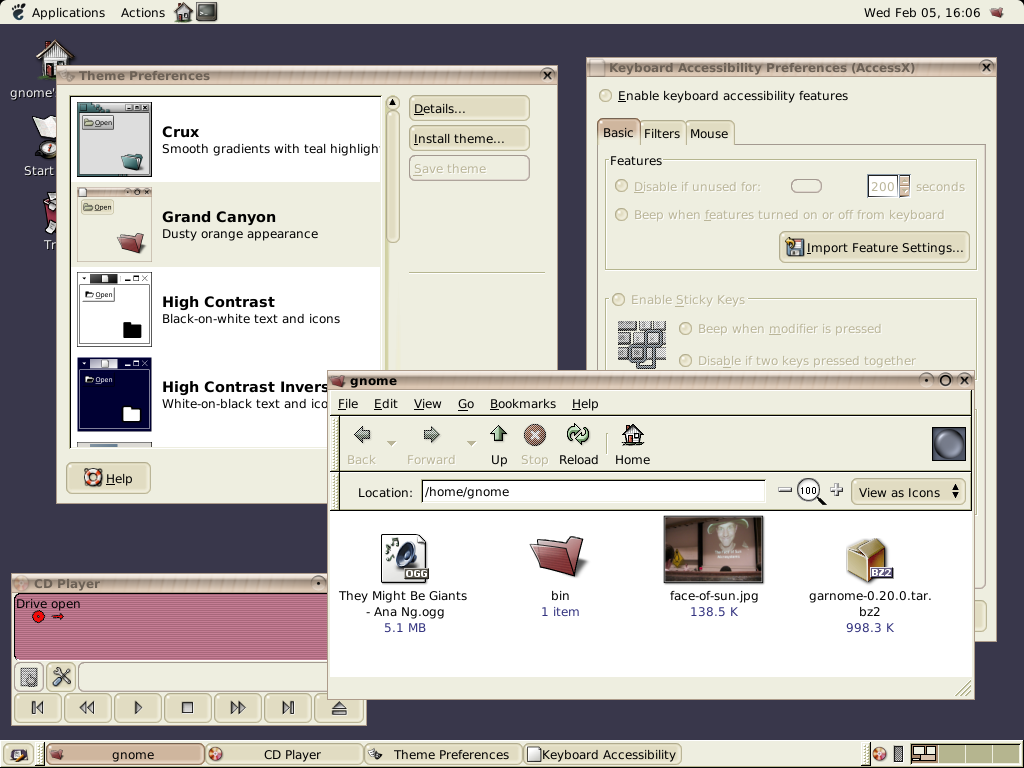 Applications Actions Wed Feb 05, 16:06
gnome'
Start
Tr
Theme Preferences
Open
Crux
Smooth gradients with teal highligh
Open
Grand Canyon
Dusty orange appearance
Open
High Contrast
Black-on-white text and icons
Open
High Contrast Invers
White-on-black text and ico
Details...
Install theme...
Save theme
Help
Keyboard Accessibility Preferences (AccessX)
Enable keyboard accessibility features
Basic Filters Mouse
Features
Disable if unused for: 200 seconds
Beep when features turned on or off from keyboard
Import Feature Settings...
Enable Sticky Keys
Beep when modifier is pressed
Disable if two keys pressed together
gnome
File Edit View Go Bookmarks Help
Back Forward Up Stop Reload Home
Location: /home/gnome 100 View as Icons
OGG
They Might Be Giants
- Ana Ng.ogg
5.1 MB
bin
1 item
face-of-sun.jpg
138.5 K
BZ2
garnome-0.20.0.tar.
bz2
998.3 K
CD Player
Drive open
gnome CD Player Theme Preferences Keyboard Accessibility